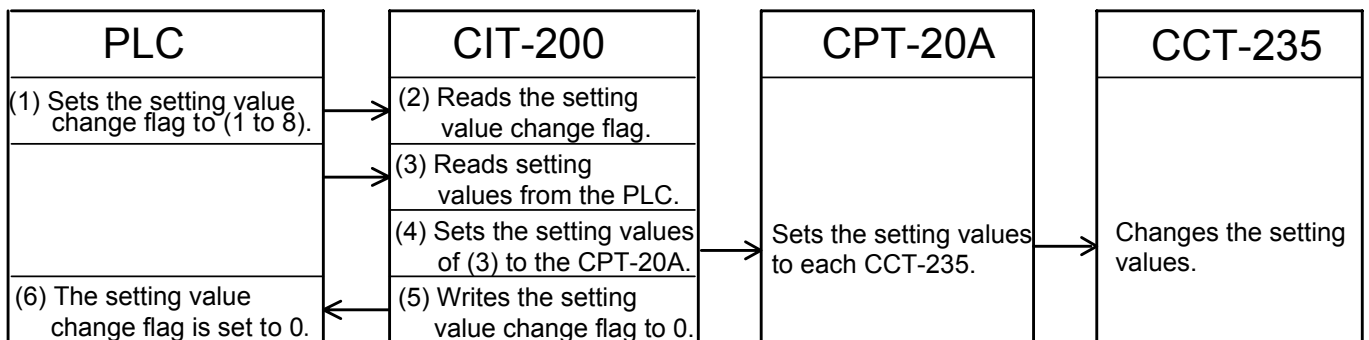 PLC
CIT-200
CPT-20A
CCT-235
(1) Sets the setting value
change flag to (1 to 8).
(2) Reads the setting
value change flag.
(3) Reads setting
values from the PLC.
(4) Sets the setting values
of (3) to the CPT-20A.
Sets the setting values
to each CCT-235.
Changes the setting
values.
(5) Writes the setting
value change flag to 0.
(6) The setting value
change flag is set to 0.